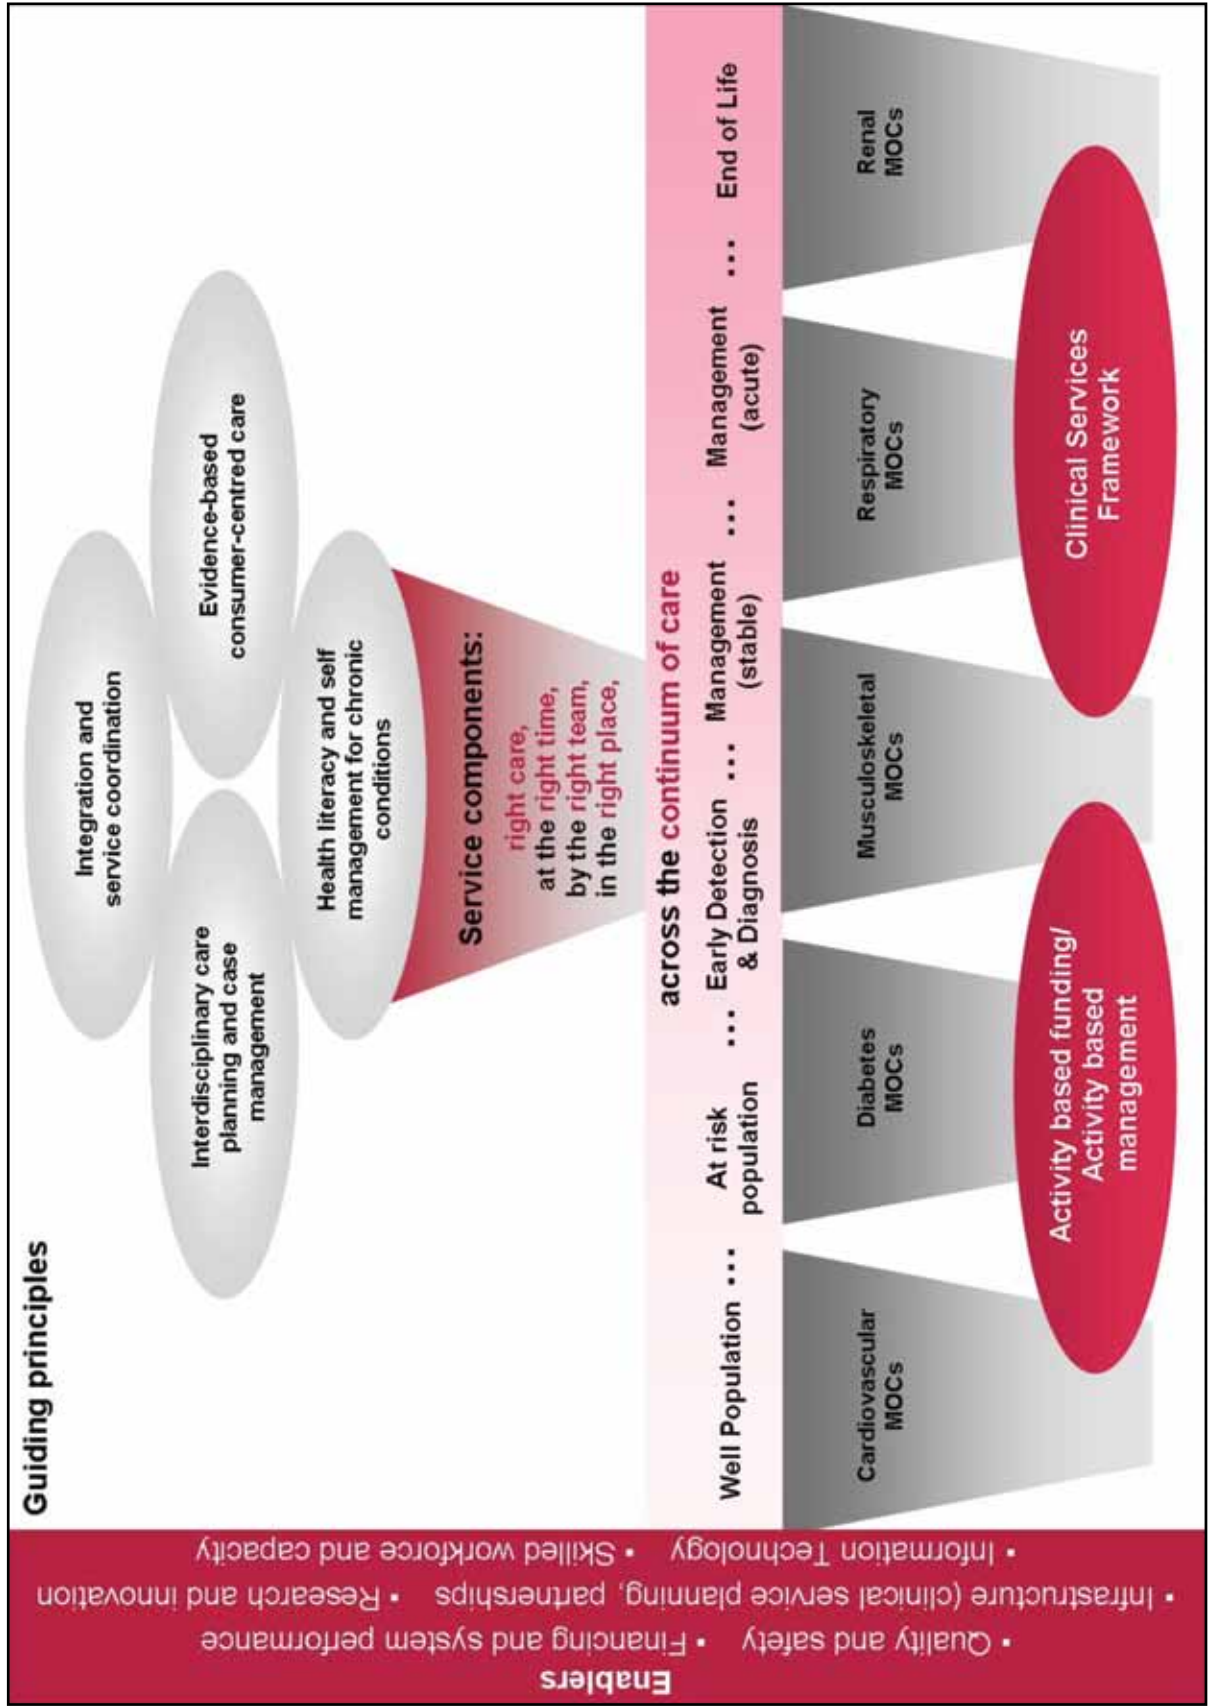 Guiding principles
Integration and
service coordination
Interdisciplinary care
planning and case
management
Evidence-based
consumer-centred care
Health literacy and self
management for chronic
conditions
Service components:
right care,
at the right time,
by the right team,
in the right place,
across the continuum of care
Well Population ...
At risk
population
...
Early Detection
& Diagnosis
...
Management
(stable)
...
Management
(acute)
...
End of Life
Cardiovascular
MOCs
Diabetes
MOCs
Musculoskeletal
MOCs
Respiratory
MOCs
Renal
MOCs
Activity based funding/
Activity based
management
Clinical Services
Framework
Enablers
▪ Quality and safety ▪ Financing and system performance
▪ Infrastructure (clinical service planning, partnerships ▪ Research and innovation
▪ Information Technology ▪ Skilled workforce and capacity